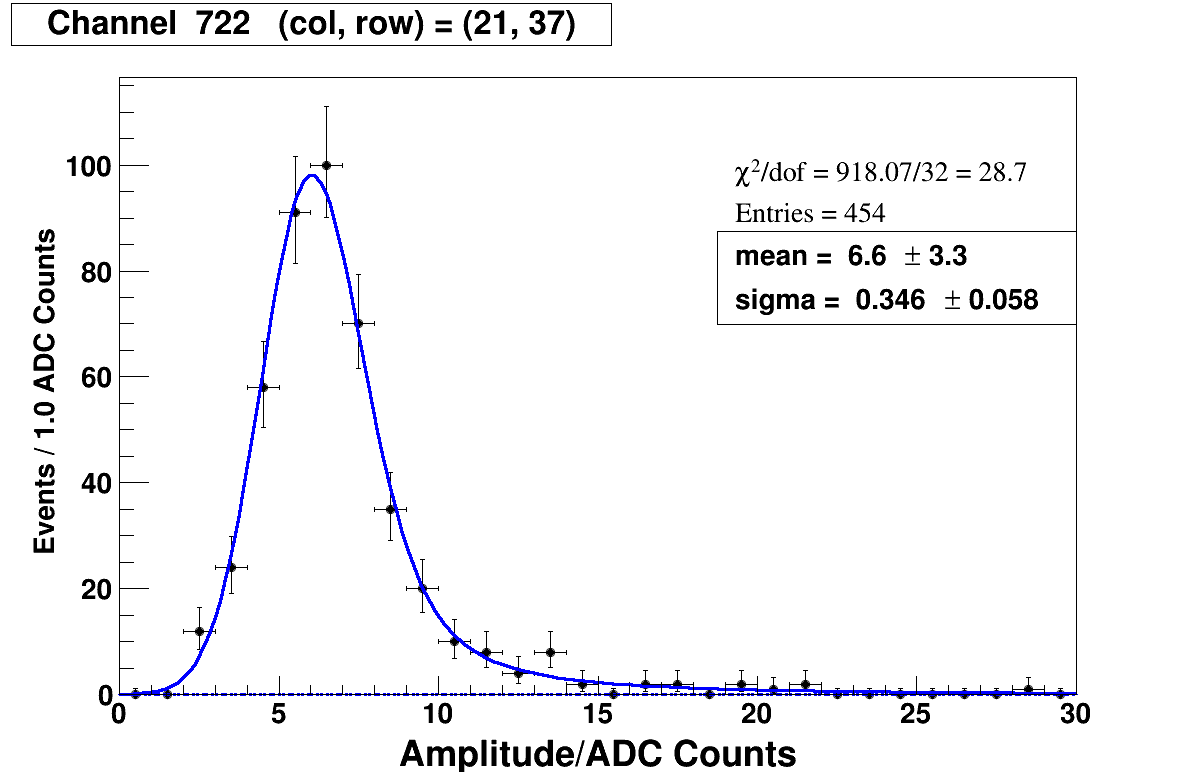 Channel 722 (col, row) = (21, 37)
χ²/dof = 918.07/32 = 28.7
Entries = 454
mean = 6.6 ± 3.3
sigma = 0.346 ± 0.058
Events / 1.0 ADC Counts
100
80
60
40
20
0
0 5 10 15 20 25 30
Amplitude/ADC Counts